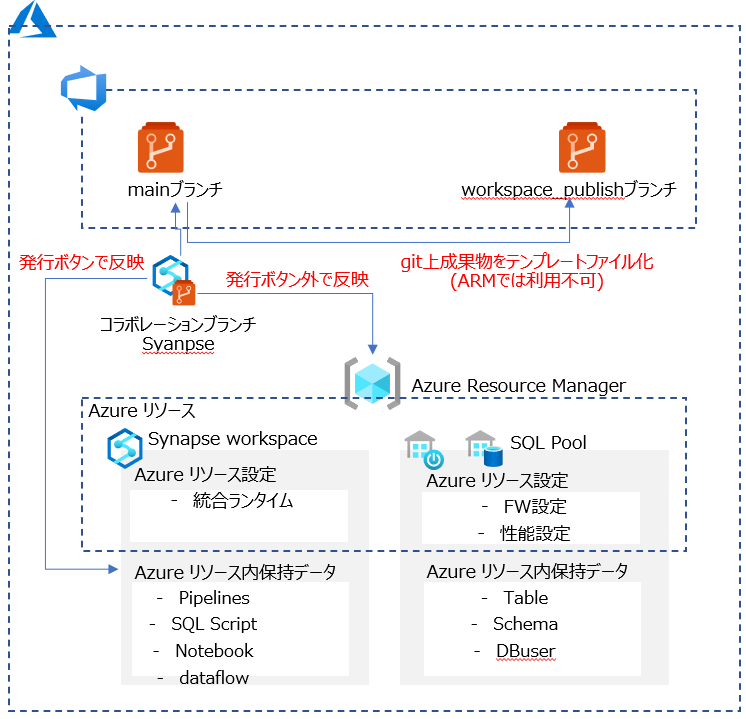 mainブランチ
workspace_publishブランチ
発行ボタンで反映
発行ボタン外で反映
git上成果物をテンプレートファイル化
(ARMでは利用不可)
コラボレーションブランチ
Syanpse
Azure Resource Manager
Azure リソース
Synapse workspace
Azure リソース設定
- 統合ランタイム
SQL Pool
Azure リソース設定
- FW設定
- 性能設定
Azure リソース内保持データ
- Pipelines
- SQL Script
- Notebook
- dataflow
Azure リソース内保持データ
- Table
- Schema
- DBuser